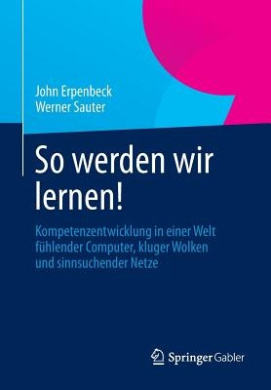 John Erpenbeck
Werner Sauter
So werden wir
lernen!
Kompetenzentwicklung in einer Welt
fühlender Computer, kluger Wolken
und sinnsuchender Netze
Springer Gabler